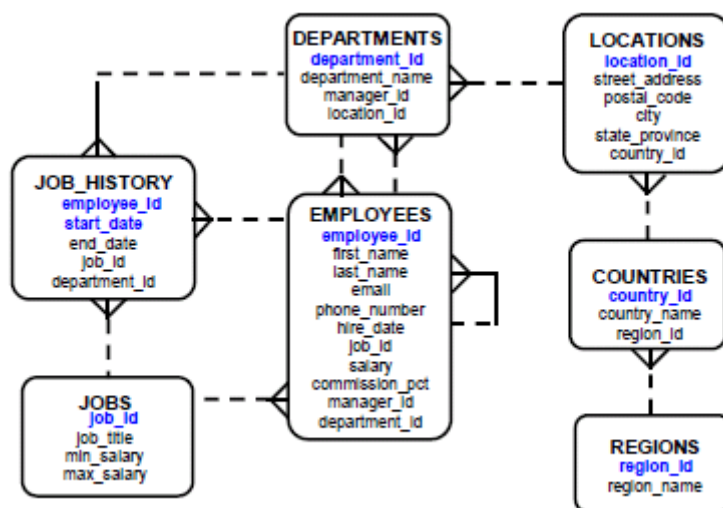 DEPARTMENTS
department_id
department_name
manager_id
location_id
LOCATIONS
location_id
street_address
postal_code
city
state_province
country_id
JOB_HISTORY
employee_id
start_date
end_date
job_id
department_id
EMPLOYEES
employee_id
first_name
last_name
email
phone_number
hire_date
job_id
salary
commission_pct
manager_id
department_id
COUNTRIES
country_id
country_name
region_id
JOBS
job_id
job_title
min_salary
max_salary
REGIONS
region_id
region_name